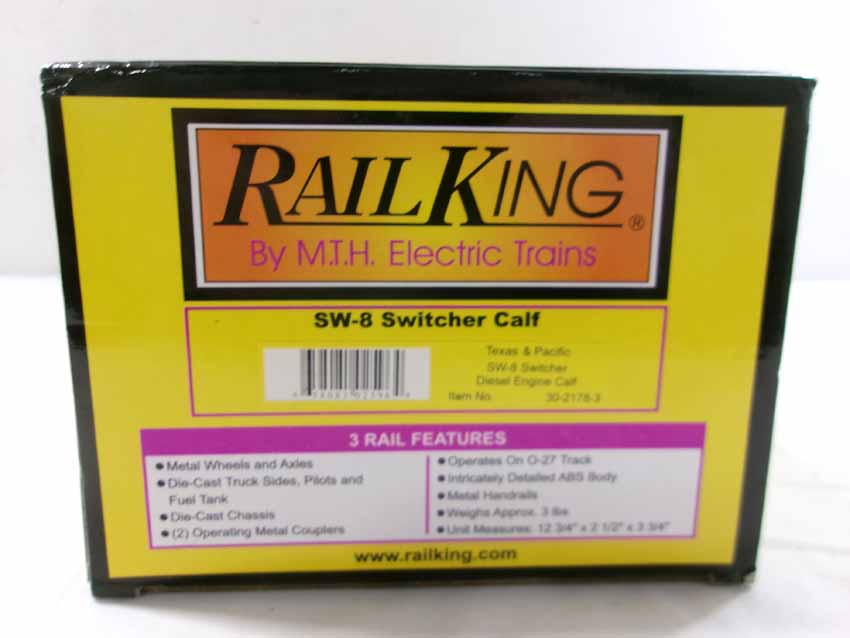 RAILKING®
By M.T.H. Electric Trains
SW-8 Switcher Calf
Texas & Pacific
SW-8 Switcher
Diesel Engine Calf
Item No. 30-2178-3
3 RAIL FEATURES
• Metal Wheels and Axles
• Die-Cast Truck Sides, Pilots and
Fuel Tank
• Die-Cast Chassis
• (2) Operating Metal Couplers
• Operates On O-27 Track
• Intricately Detailed ABS Body
• Metal Handrails
• Weighs Approx. 3 lbs
• Unit Measures: 12 3/4" x 2 1/2" x 3 3/4"
www.railking.com